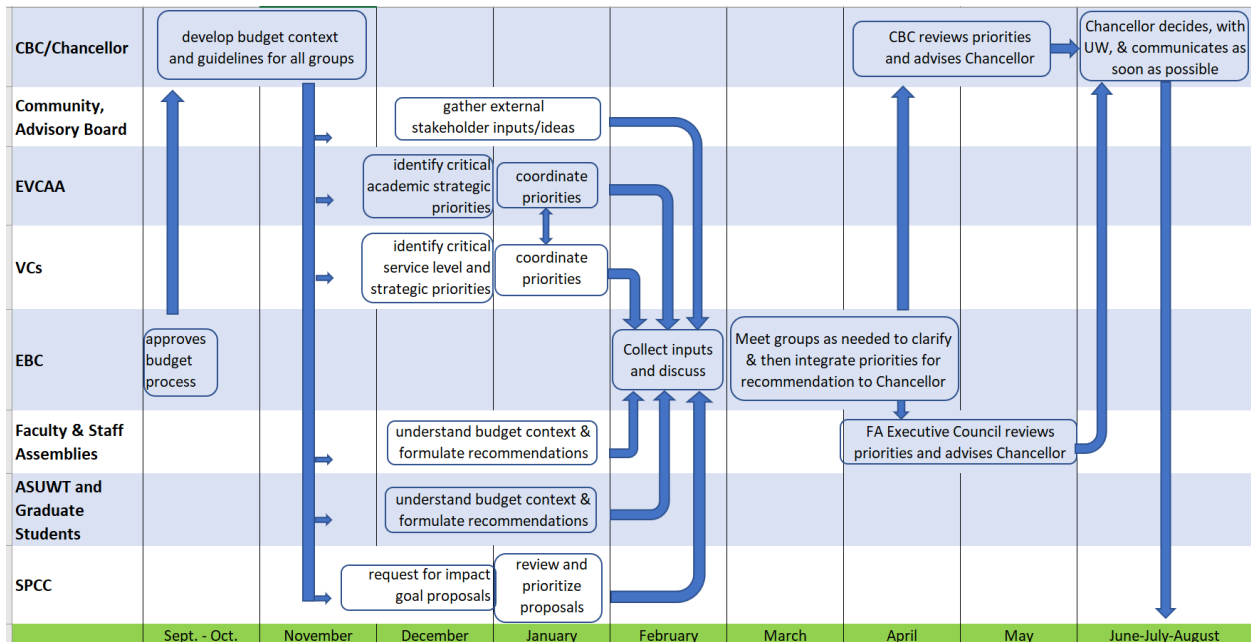 CBC/Chancellor
develop budget context
and guidelines for all groups
CBC reviews priorities
and advises Chancellor
Chancellor decides, with
UW, & communicates as
soon as possible
Community,
Advisory Board
gather external
stakeholder inputs/ideas
EVCAA
identify critical
academic strategic
priorities
coordinate
priorities
VCs
identify critical
service level and
strategic priorities
coordinate
priorities
EBC
approves
budget
process
Collect inputs
and discuss
Meet groups as needed to clarify
& then integrate priorities for
recommendation to Chancellor
Faculty & Staff
Assemblies
understand budget context &
formulate recommendations
FA Executive Council reviews
priorities and advises Chancellor
ASUWT and
Graduate
Students
understand budget context &
formulate recommendations
SPCC
request for impact
goal proposals
review and
prioritize
proposals
Sept. - Oct.
November
December
January
February
March
April
May
June-July-August